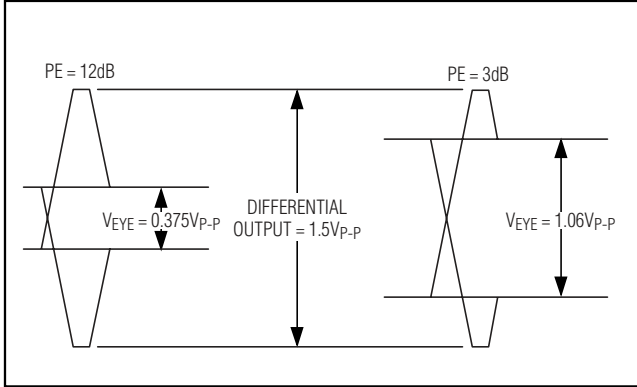 PE = 12dB
PE = 3dB
VEYE = 0.375VP-P
DIFFERENTIAL
OUTPUT = 1.5VP-P
VEYE = 1.06VP-P